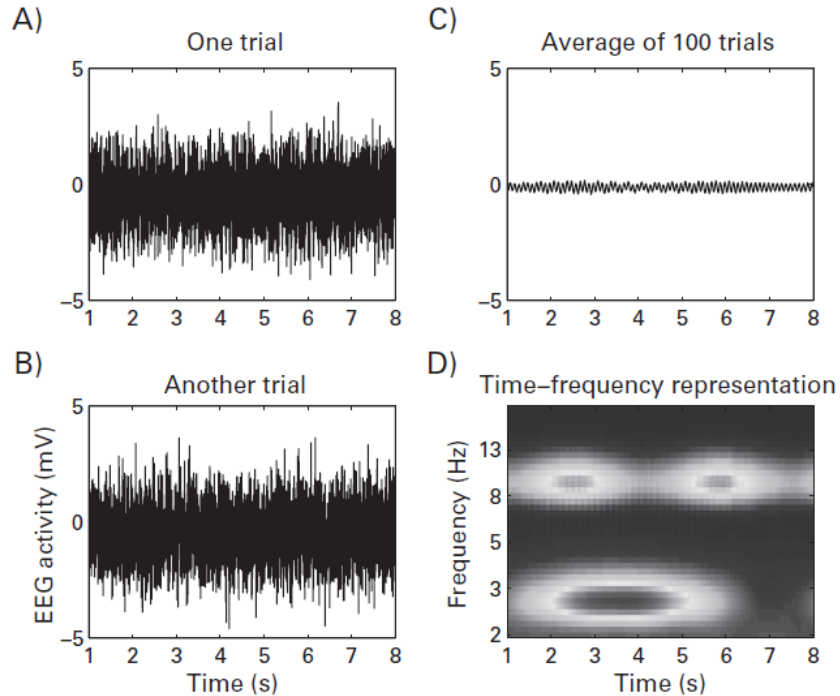 A)
One trial
5
0
−5
1 2 3 4 5 6 7 8
B)
Another trial
EEG activity (mV)
5
0
−5
1 2 3 4 5 6 7 8
Time (s)
C)
Average of 100 trials
5
0
−5
1 2 3 4 5 6 7 8
D)
Time–frequency representation
Frequency (Hz)
13
8
5
3
2
1 2 3 4 5 6 7 8
Time (s)